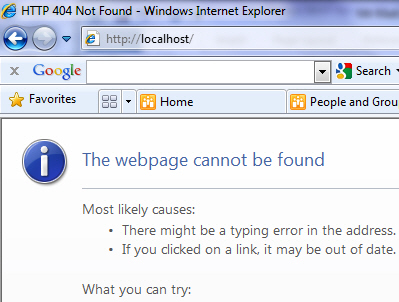 HTTP 404 Not Found - Windows Internet Explorer
http://localhost/
x Google Search
Favorites Home People and Grou
The webpage cannot be found
Most likely causes:
• There might be a typing error in the address.
• If you clicked on a link, it may be out of date.
What you can try: